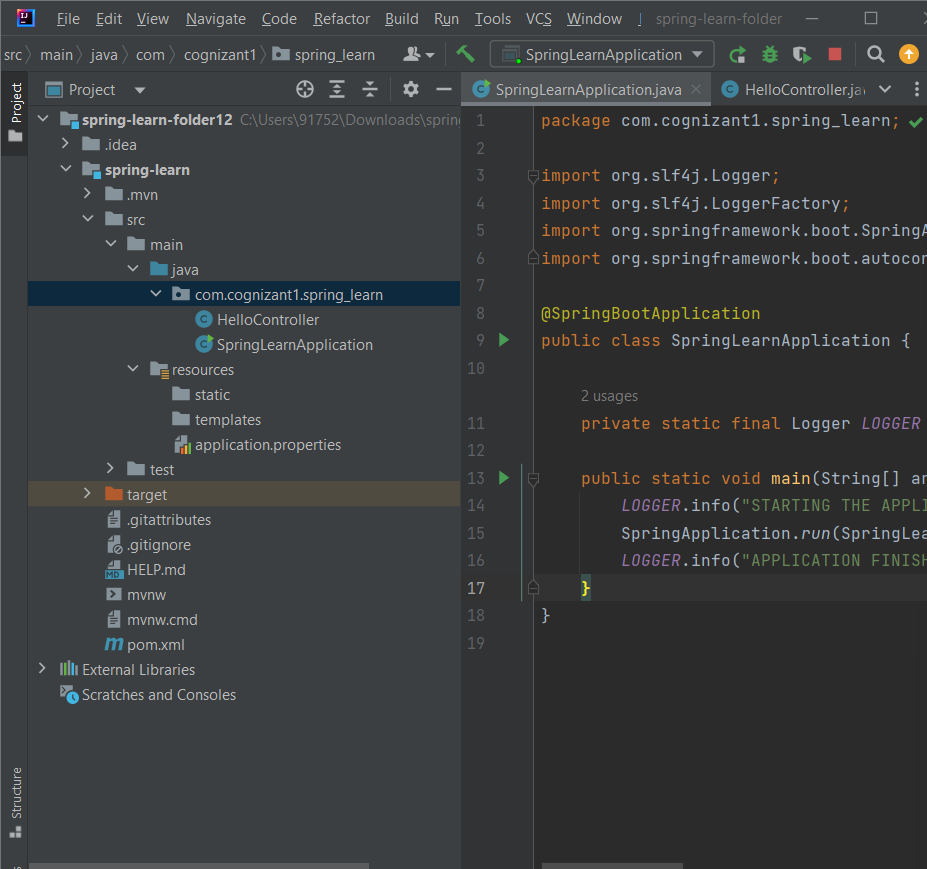 File Edit View Navigate Code Refactor Build Run Tools VCS Window spring-learn-folder
src main java com cognizant1 spring_learn SpringLearnApplication
Project
Project
SpringLearnApplication.java HelloController.ja
spring-learn-folder12 C:\Users\91752\Downloads\spring
.idea
spring-learn
.mvn
src
main
java
com.cognizant1.spring_learn
HelloController
SpringLearnApplication
resources
static
templates
application.properties
test
target
.gitattributes
.gitignore
HELP.md
mvnw
mvnw.cmd
pom.xml
External Libraries
Scratches and Consoles
Structure
1 package com.cognizant1.spring_learn;
2
3 import org.slf4j.Logger;
4 import org.slf4j.LoggerFactory;
5 import org.springframework.boot.SpringA
6 import org.springframework.boot.autocon
7
8 @SpringBootApplication
9 public class SpringLearnApplication {
10
2 usages
11 private static final Logger LOGGER
12
13 public static void main(String[] ar
14 LOGGER.info("STARTING THE APPLI
15 SpringApplication.run(SpringLea
16 LOGGER.info("APPLICATION FINISH
17 }
18 }
19